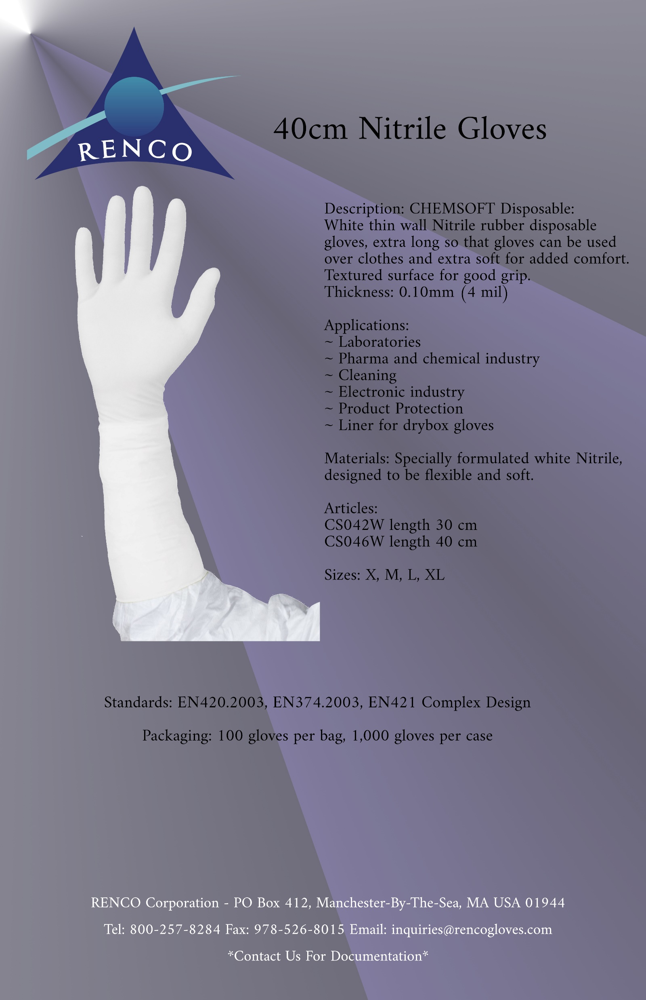 RENCO
40cm Nitrile Gloves
Description: CHEMSOFT Disposable:
White thin wall Nitrile rubber disposable
gloves, extra long so that gloves can be used
over clothes and extra soft for added comfort.
Textured surface for good grip.
Thickness: 0.10mm (4 mil)
Applications:
~ Laboratories
~ Pharma and chemical industry
~ Cleaning
~ Electronic industry
~ Product Protection
~ Liner for drybox gloves
Materials: Specially formulated white Nitrile,
designed to be flexible and soft.
Articles:
CS042W length 30 cm
CS046W length 40 cm
Sizes: X, M, L, XL
Standards: EN420.2003, EN374.2003, EN421 Complex Design
Packaging: 100 gloves per bag, 1,000 gloves per case
RENCO Corporation - PO Box 412, Manchester-By-The-Sea, MA USA 01944
Tel: 800-257-8284 Fax: 978-526-8015 Email: inquiries@rencogloves.com
*Contact Us For Documentation*